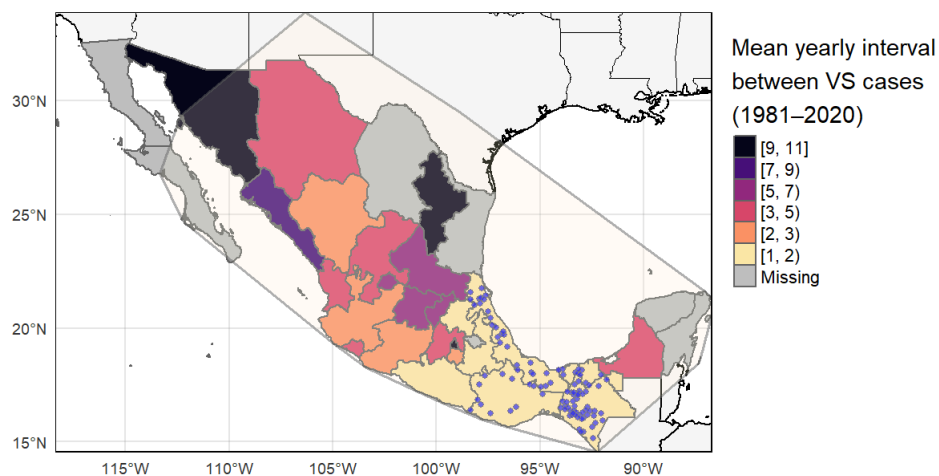 Mean yearly interval
between VS cases
(1981–2020)
[9, 11]
[7, 9)
[5, 7)
[3, 5)
[2, 3)
[1, 2)
Missing
30°N
25°N
20°N
15°N
115°W 110°W 105°W 100°W 95°W 90°W